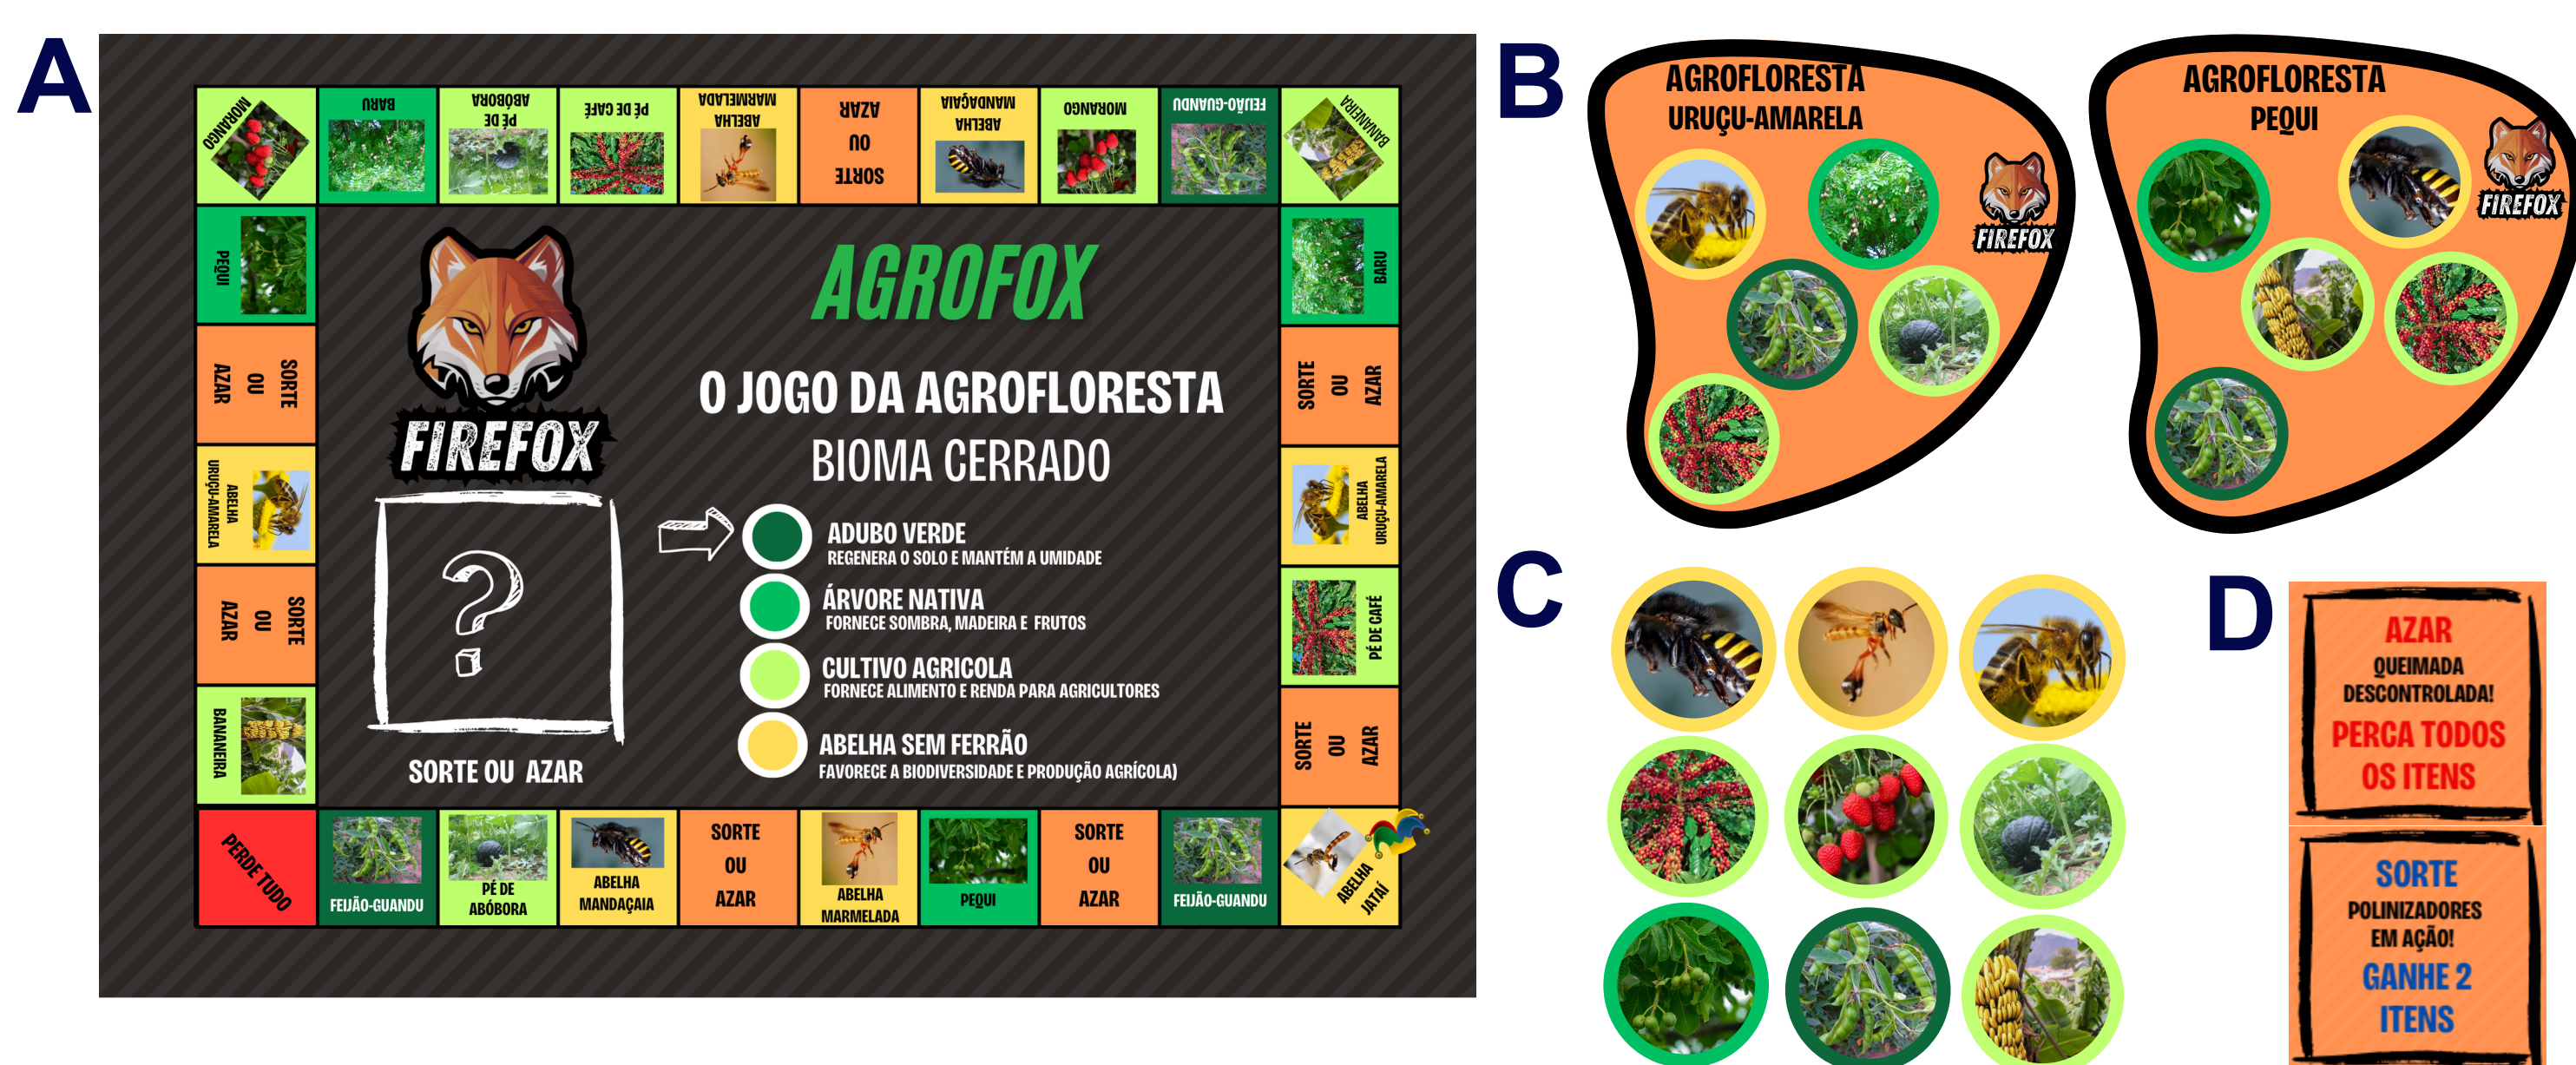 A
MORANGO
BARU
PÉ DE
ABÓBORA
PÉ DE CAFÉ
ABELHA
MARMELADA
SORTE
OU
AZAR
ABELHA
MANDAÇAIA
MORANGO
FEIJÃO-GUANDU
BANANEIRA
PEQUI
SORTE
OU
AZAR
ABELHA
URUÇU-AMARELA
SORTE
OU
AZAR
BANANEIRA
BARU
SORTE
OU
AZAR
ABELHA
URUÇU-AMARELA
PÉ DE CAFÉ
SORTE
OU
AZAR
FIREFOX
?
SORTE OU AZAR
AGROFOX
O JOGO DA AGROFLORESTA
BIOMA CERRADO
ADUBO VERDE
REGENERA O SOLO E MANTÉM A UMIDADE
ÁRVORE NATIVA
FORNECE SOMBRA, MADEIRA E FRUTOS
CULTIVO AGRICOLA
FORNECE ALIMENTO E RENDA PARA AGRICULTORES
ABELHA SEM FERRÃO
FAVORECE A BIODIVERSIDADE E PRODUÇÃO AGRÍCOLA)
PERDE TUDO
FEIJÃO-GUANDU
PÉ DE
ABÓBORA
ABELHA
MANDAÇAIA
SORTE
OU
AZAR
ABELHA
MARMELADA
PEQUI
SORTE
OU
AZAR
FEIJÃO-GUANDU
ABELHA
JATAÍ
B
AGROFLORESTA
URUÇU-AMARELA
FIREFOX
AGROFLORESTA
PEQUI
FIREFOX
C
D
AZAR
QUEIMADA
DESCONTROLADA!
PERCA TODOS
OS ITENS
SORTE
POLINIZADORES
EM AÇÃO!
GANHE 2
ITENS